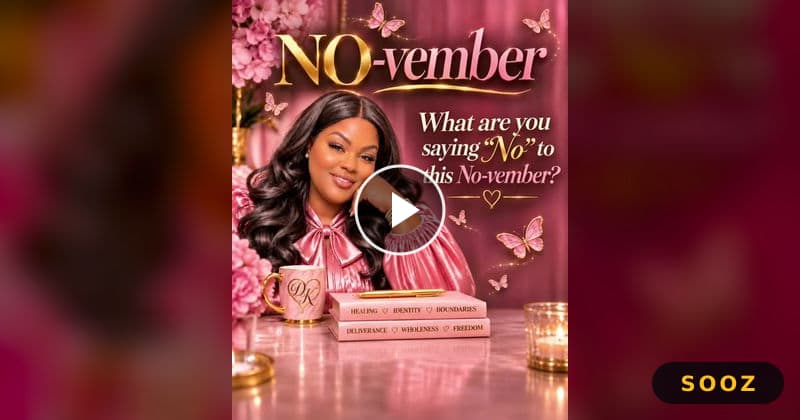 NO-vember
What are you
saying "No" to
this No-vember?
DK
HEALING ♡ IDENTITY ♡ BOUNDARIES
DELIVERANCE ♡ WHOLENESS ♡ FREEDOM
SOOZ